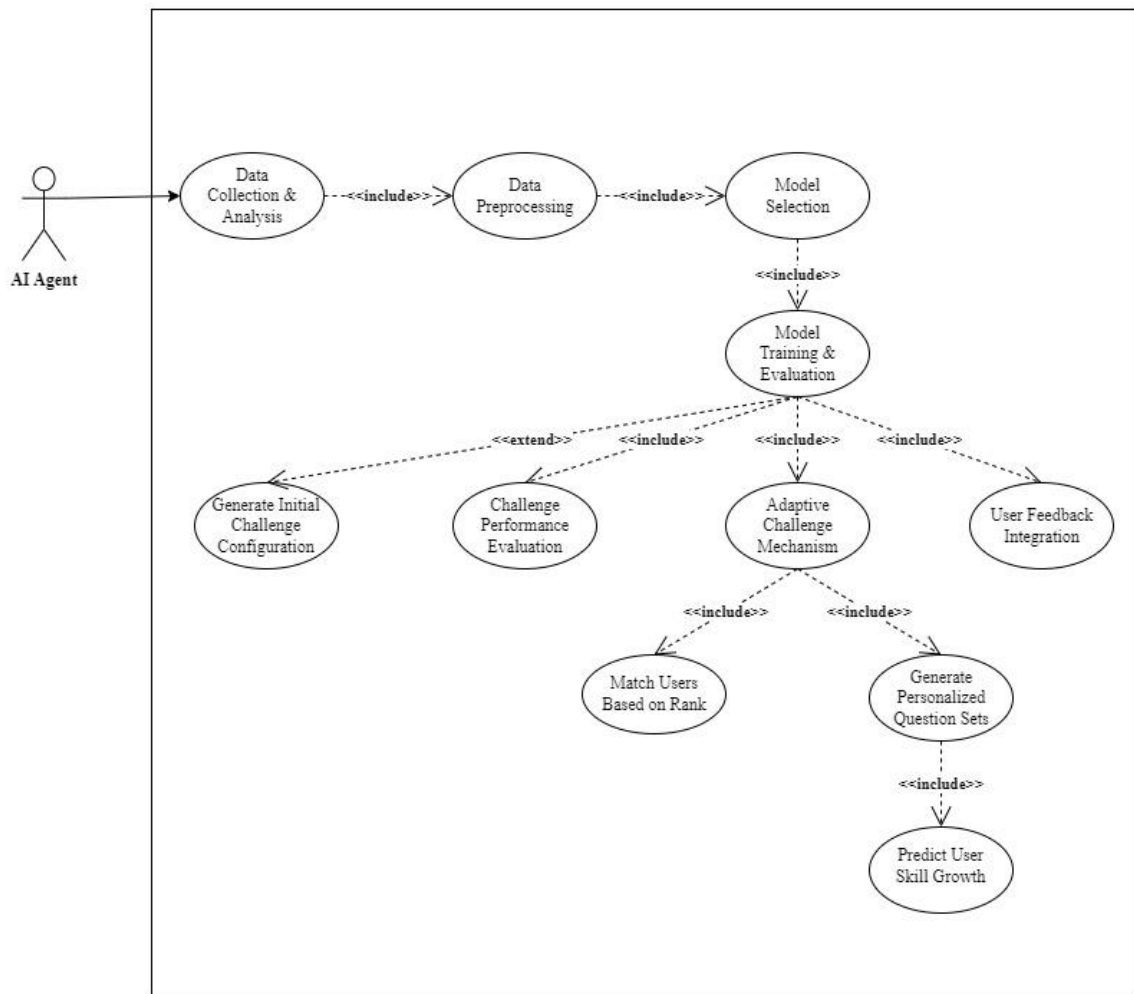 Data
Collection &
Analysis
<<include>>
Data
Preprocessing
<<include>>
Model
Selection
AI Agent
<<include>>
Model
Training &
Evaluation
<<extend>>
<<include>>
<<include>>
<<include>>
Generate Initial
Challenge
Configuration
Challenge
Performance
Evaluation
Adaptive
Challenge
Mechanism
User Feedback
Integration
<<include>>
<<include>>
Match Users
Based on Rank
Generate
Personalized
Question Sets
<<include>>
Predict User
Skill Growth